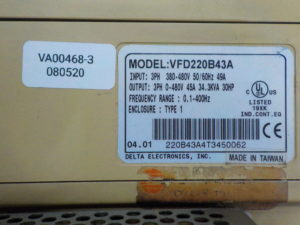 VA00468-3
080520
MODEL:VFD220B43A
INPUT: 3PH 380-480V 50/60Hz 49A
OUTPUT: 3PH 0-480V 45A 34.3KVA 30HP
FREQUENCY RANGE : 0.1-400Hz
ENCLOSURE : TYPE 1
UL
LISTED
19XK
IND.CONT.EQ.
04.01
220B43A4T3450062
DELTA ELECTRONICS, INC.
MADE IN TAIWAN